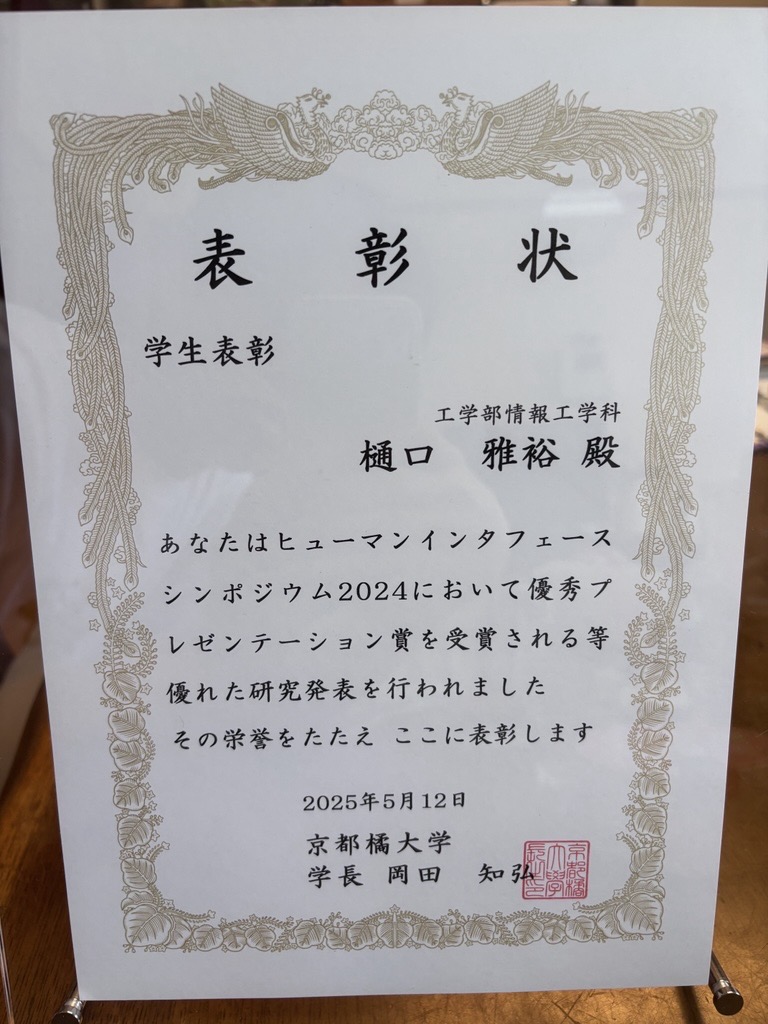 表彰状
学生表彰
工学部情報工学科
樋口 雅裕 殿
あなたはヒューマンインタフェース
シンポジウム2024において優秀プ
レゼンテーション賞を受賞される等
優れた研究発表を行われました
その栄誉をたたえ ここに表彰します
2025年5月12日
京都橘大学
学長 岡田 知弘
京都橘
大學
長之印